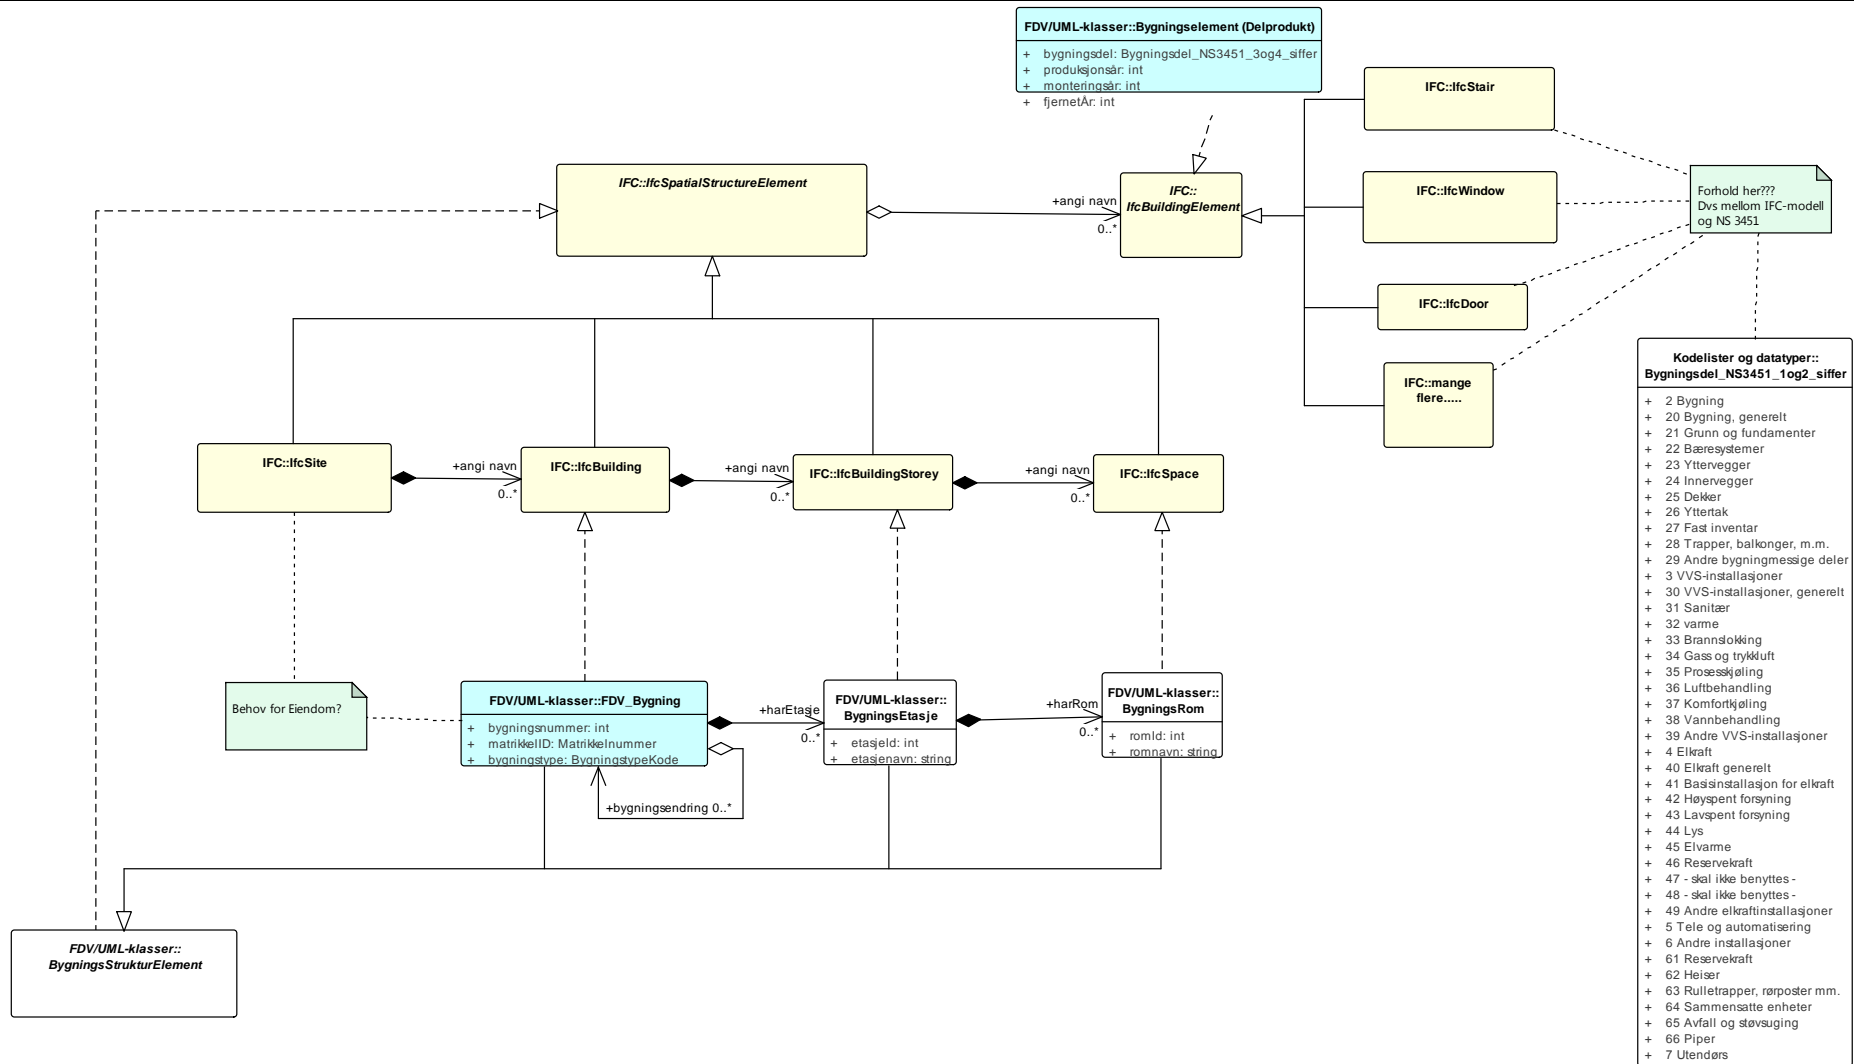 FDV/UML-klasser::Bygningselement (Delprodukt)
+ bygningsdel: Bygningsdel_NS3451_3og4_siffer
+ produksjonsår: int
+ monteringsår: int
+ fjernetÅr: int
IFC::IfcStair
IFC::IfcSpatialStructureElement
+angi navn
0..*
IFC::
IfcBuildingElement
IFC::IfcWindow
Forhold her???
Dvs mellom IFC-modell
og NS 3451
IFC::IfcDoor
IFC::mange
flere.....
IFC::IfcSite
+angi navn
0..*
IFC::IfcBuilding
+angi navn
0..*
IFC::IfcBuildingStorey
+angi navn
0..*
IFC::IfcSpace
Behov for Eiendom?
FDV/UML-klasser::FDV_Bygning
+ bygningsnummer: int
+ matrikkelID: Matrikkelnummer
+ bygningstype: BygningstypeKode
+bygningsendring 0..*
+harEtasje
0..*
FDV/UML-klasser::
BygningsEtasje
+ etasjeId: int
+ etasjenavn: string
+harRom
0..*
FDV/UML-klasser::
BygningsRom
+ romId: int
+ romnavn: string
FDV/UML-klasser::
BygningsStrukturElement
Kodelister og datatyper::
Bygningsdel_NS3451_1og2_siffer
+ 2 Bygning
+ 20 Bygning, generelt
+ 21 Grunn og fundamenter
+ 22 Bæresystemer
+ 23 Yttervegger
+ 24 Innervegger
+ 25 Dekker
+ 26 Yttertak
+ 27 Fast inventar
+ 28 Trapper, balkonger, m.m.
+ 29 Andre bygningmessige deler
+ 3 VVS-installasjoner
+ 30 VVS-installasjoner, generelt
+ 31 Sanitær
+ 32 varme
+ 33 Brannslokking
+ 34 Gass og trykkluft
+ 35 Prosesskjøling
+ 36 Luftbehandling
+ 37 Komfortkjøling
+ 38 Vannbehandling
+ 39 Andre VVS-installasjoner
+ 4 Elkraft
+ 40 Elkraft generelt
+ 41 Basisinstallasjon for elkraft
+ 42 Høyspent forsyning
+ 43 Lavspent forsyning
+ 44 Lys
+ 45 Elvarme
+ 46 Reservekraft
+ 47 - skal ikke benyttes -
+ 48 - skal ikke benyttes -
+ 49 Andre elkraftinstallasjoner
+ 5 Tele og automatisering
+ 6 Andre installasjoner
+ 61 Reservekraft
+ 62 Heiser
+ 63 Rulletrapper, rørposter mm.
+ 64 Sammensatte enheter
+ 65 Avfall og støvsuging
+ 66 Piper
+ 7 Utendørs